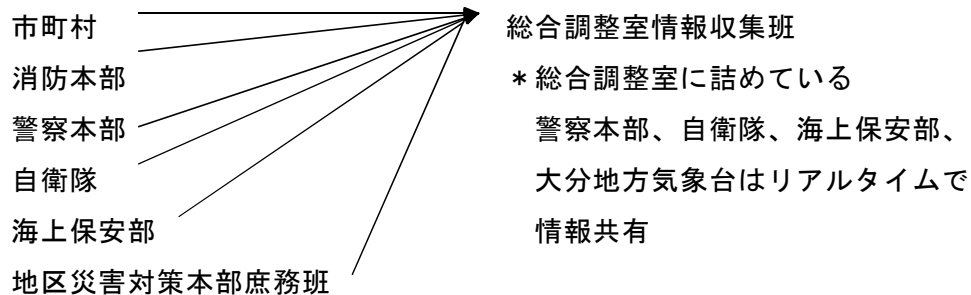 市町村
消防本部
警察本部
自衛隊
海上保安部
地区災害対策本部庶務班
総合調整室情報収集班
＊総合調整室に詰めている
警察本部、自衛隊、海上保安部、
大分地方気象台はリアルタイムで
情報共有